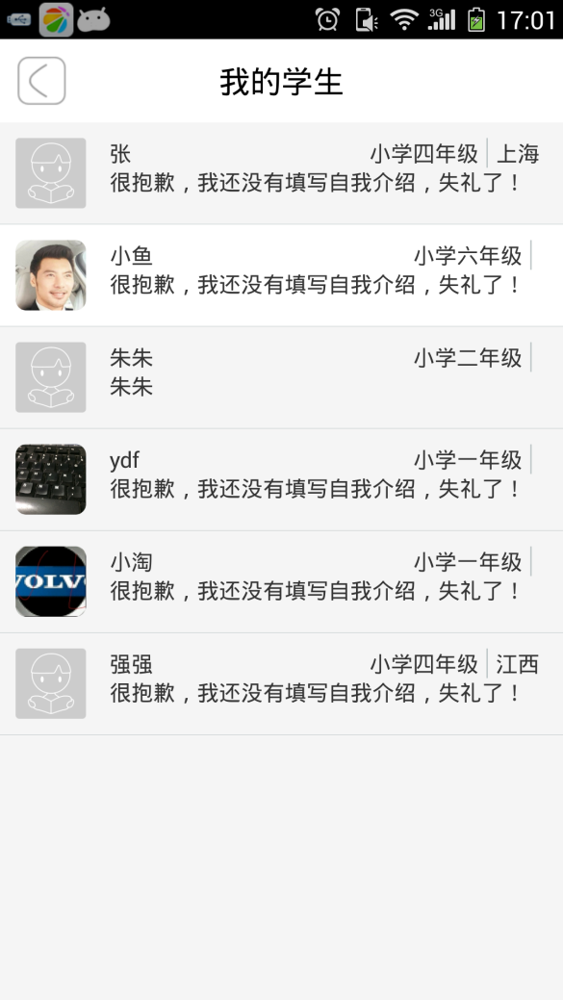 3G 17:01
我的学生
张 小学四年级 上海
很抱歉，我还没有填写自我介绍，失礼了！
小鱼 小学六年级
很抱歉，我还没有填写自我介绍，失礼了！
朱朱 小学二年级
朱朱
ydf 小学一年级
很抱歉，我还没有填写自我介绍，失礼了！
小淘 小学一年级
VOLV
很抱歉，我还没有填写自我介绍，失礼了！
强强 小学四年级 江西
很抱歉，我还没有填写自我介绍，失礼了！